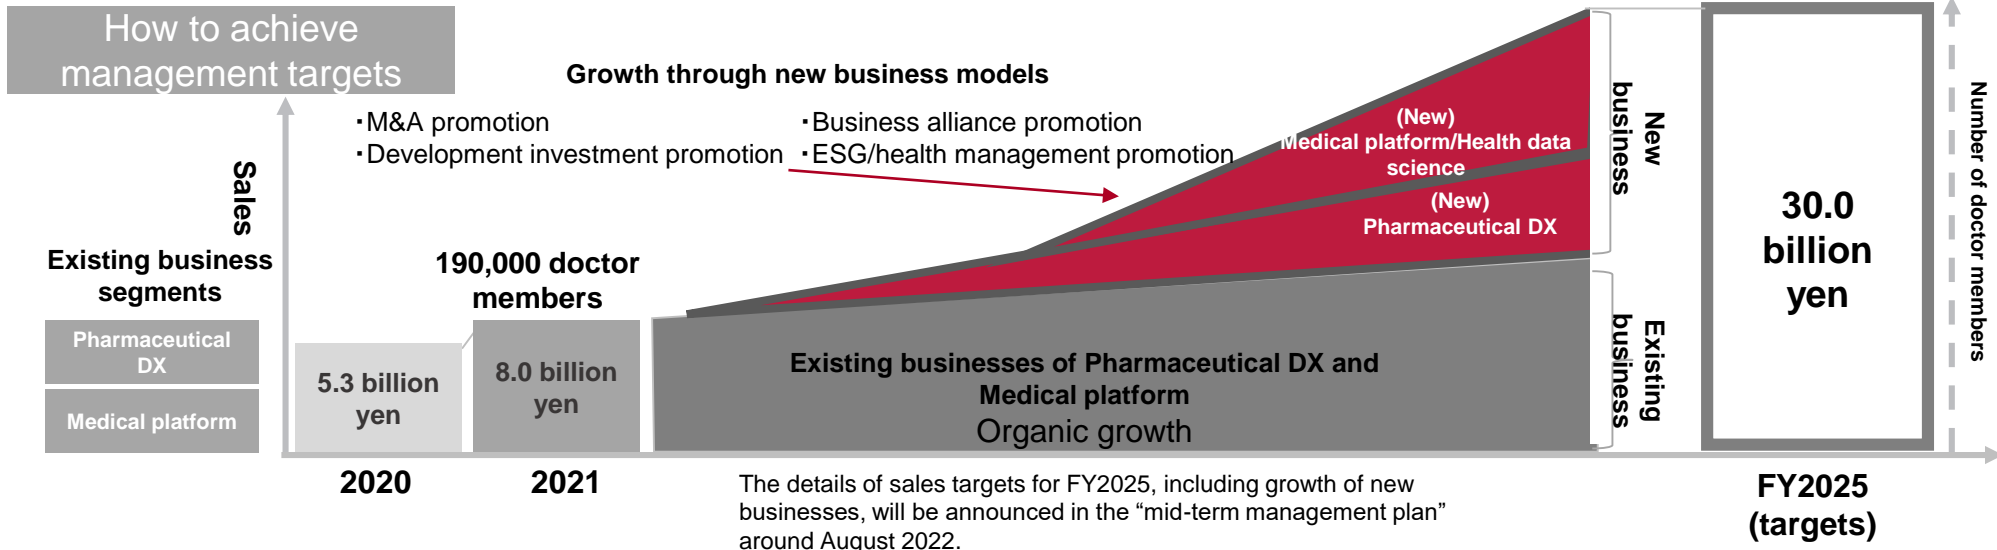 How to achieve
management targets
Growth through new business models
・M&A promotion
・Development investment promotion
・Business alliance promotion
・ESG/health management promotion
Sales
Existing business
segments
Pharmaceutical
DX
Medical platform
190,000 doctor
members
5.3 billion
yen
8.0 billion
yen
2020
2021
(New)
Medical platform/Health data
science
(New)
Pharmaceutical DX
Existing businesses of Pharmaceutical DX and
Medical platform
Organic growth
New
business
Existing
business
30.0
billion
yen
Number of doctor members
FY2025
(targets)
The details of sales targets for FY2025, including growth of new
businesses, will be announced in the “mid-term management plan”
around August 2022.